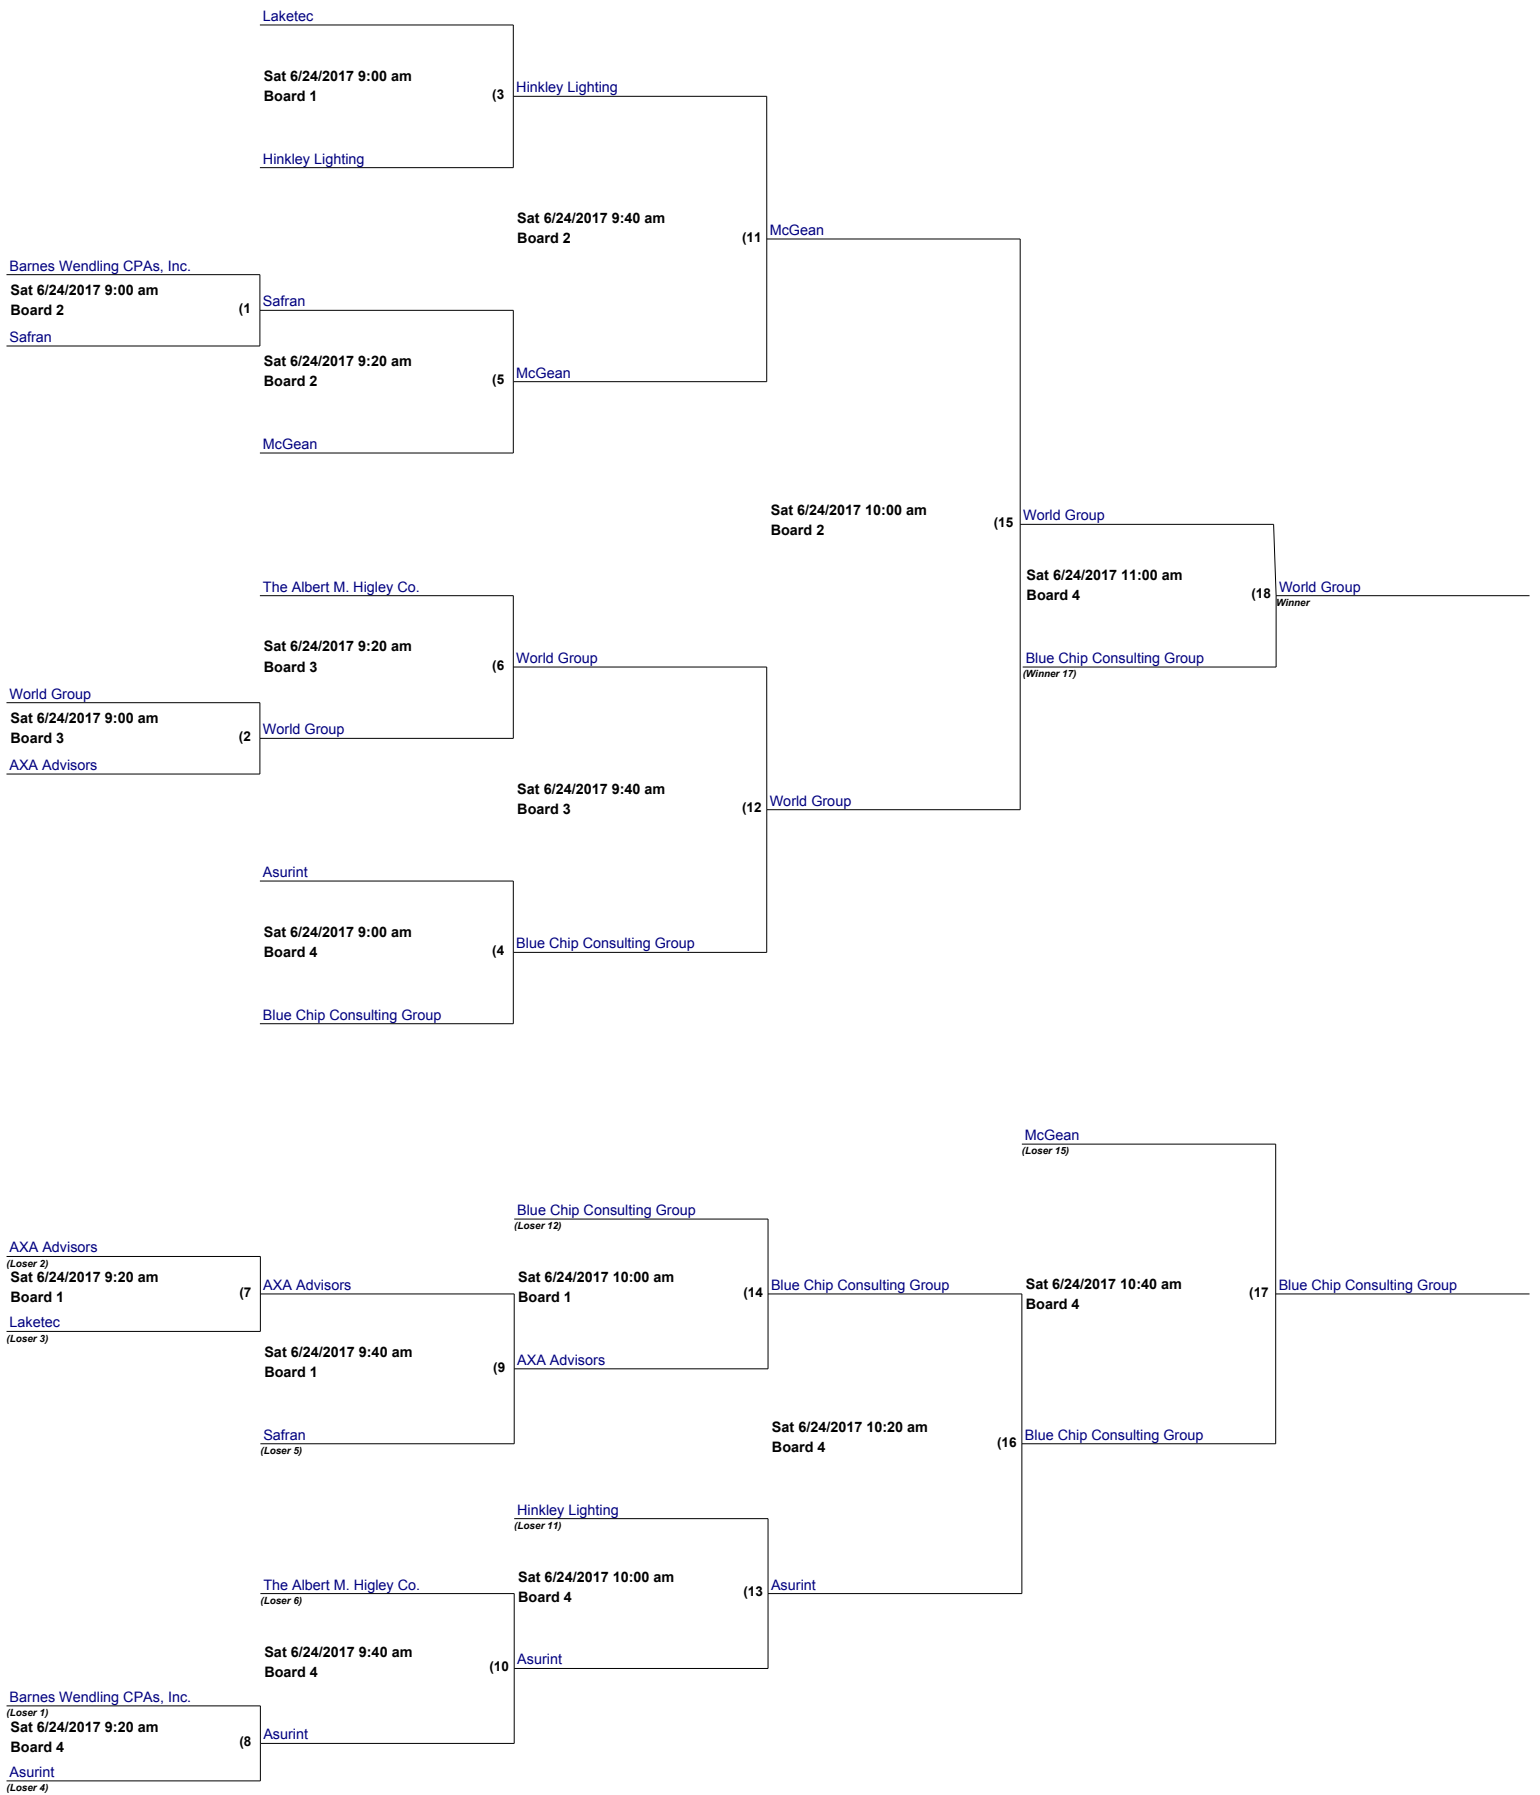 Laketec
Sat 6/24/2017 9:00 am
Board 1
(3
Hinkley Lighting
Hinkley Lighting
Sat 6/24/2017 9:40 am
Board 2
(11
McGean
Barnes Wendling CPAs, Inc.
Sat 6/24/2017 9:00 am
Board 2
(1
Safran
Safran
Sat 6/24/2017 9:20 am
Board 2
(5
McGean
McGean
Sat 6/24/2017 10:00 am
Board 2
(15
World Group
The Albert M. Higley Co.
Sat 6/24/2017 11:00 am
Board 4
(18
World Group
Winner
Sat 6/24/2017 9:20 am
Board 3
(6
World Group
Blue Chip Consulting Group
(Winner 17)
World Group
Sat 6/24/2017 9:00 am
Board 3
(2
World Group
AXA Advisors
Sat 6/24/2017 9:40 am
Board 3
(12
World Group
Asurint
Sat 6/24/2017 9:00 am
Board 4
(4
Blue Chip Consulting Group
Blue Chip Consulting Group
McGean
(Loser 15)
Blue Chip Consulting Group
(Loser 12)
AXA Advisors
(Loser 2)
Sat 6/24/2017 9:20 am
Board 1
(7
AXA Advisors
Sat 6/24/2017 10:00 am
Board 1
(14
Blue Chip Consulting Group
Sat 6/24/2017 10:40 am
Board 4
(17
Blue Chip Consulting Group
Laketec
(Loser 3)
Sat 6/24/2017 9:40 am
Board 1
(9
AXA Advisors
Safran
(Loser 5)
Sat 6/24/2017 10:20 am
Board 4
(16
Blue Chip Consulting Group
Hinkley Lighting
(Loser 11)
The Albert M. Higley Co.
(Loser 6)
Sat 6/24/2017 10:00 am
Board 4
(13
Asurint
Sat 6/24/2017 9:40 am
Board 4
(10
Asurint
Barnes Wendling CPAs, Inc.
(Loser 1)
Sat 6/24/2017 9:20 am
Board 4
(8
Asurint
Asurint
(Loser 4)